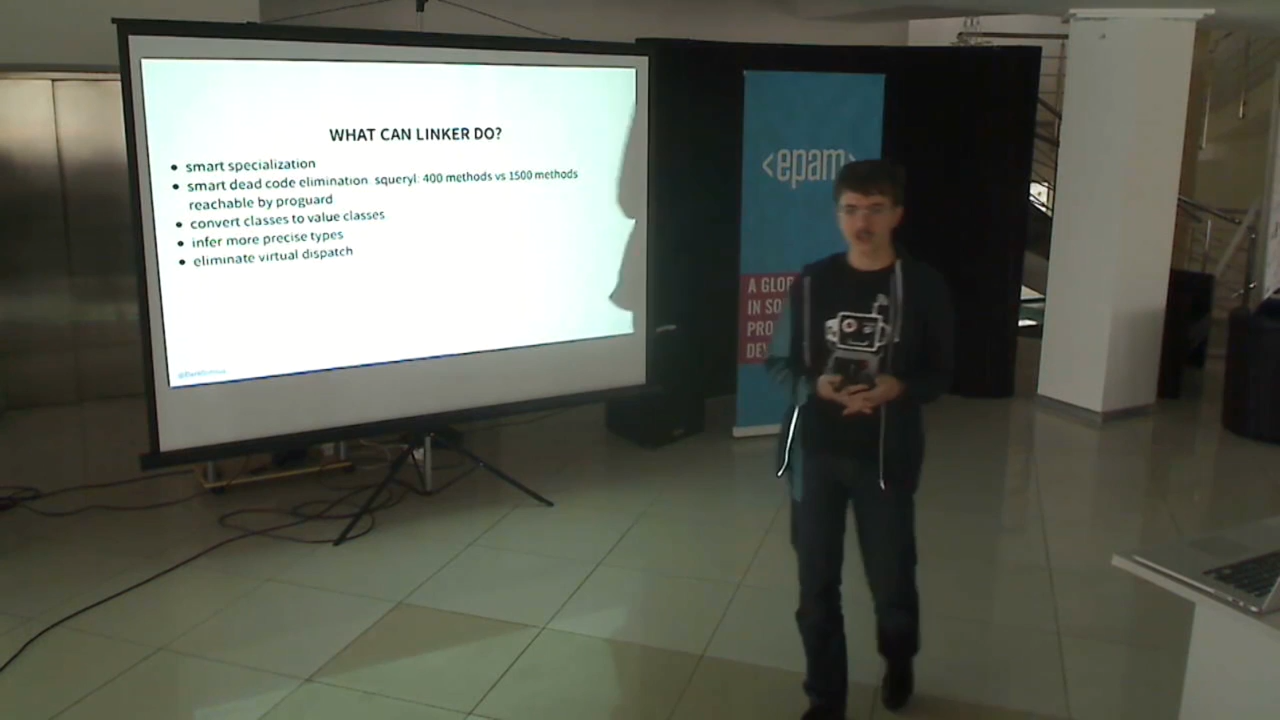 WHAT CAN LINKER DO?
• smart specialization
• smart dead code elimination squeryl: 400 methods vs 1500 methods
reachable by proguard
• convert classes to value classes
• infer more precise types
• eliminate virtual dispatch
<epam>
A GLOB
IN SO
PRO
DEV